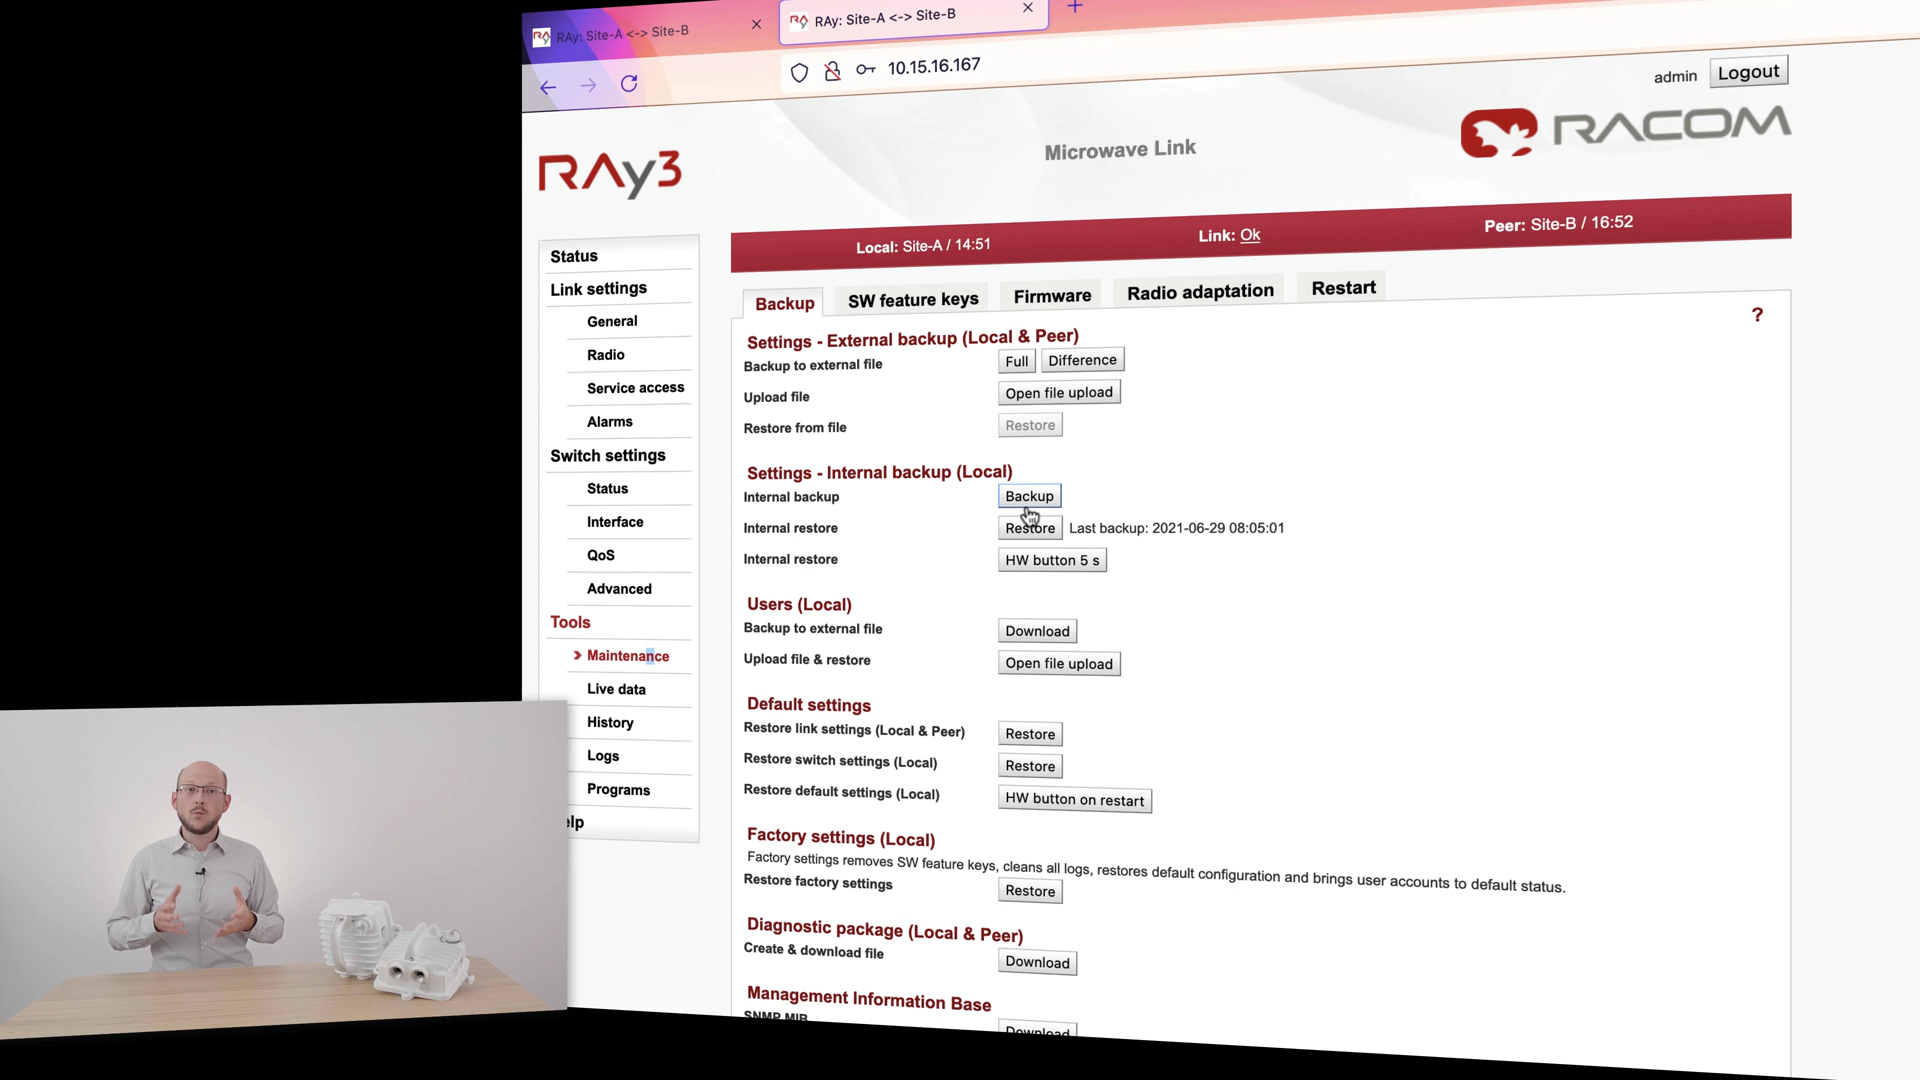 RAy: Site-A <-> Site-B
RAy: Site-A <-> Site-B
10.15.16.167
admin Logout
RAy3
Microwave Link
RACOM
Local: Site-A / 14:51 Link: Ok Peer: Site-B / 16:52
Status
Link settings
General
Radio
Service access
Alarms
Switch settings
Status
Interface
QoS
Advanced
Tools
Maintenance
Live data
History
Logs
Programs
elp
Backup SW feature keys Firmware Radio adaptation Restart
?
Settings - External backup (Local & Peer)
Backup to external file Full Difference
Upload file Open file upload
Restore from file Restore
Settings - Internal backup (Local)
Internal backup Backup
Internal restore Restore Last backup: 2021-06-29 08:05:01
Internal restore HW button 5 s
Users (Local)
Backup to external file Download
Upload file & restore Open file upload
Default settings
Restore link settings (Local & Peer) Restore
Restore switch settings (Local) Restore
Restore default settings (Local) HW button on restart
Factory settings (Local)
Factory settings removes SW feature keys, cleans all logs, restores default configuration and brings user accounts to default status.
Restore factory settings Restore
Diagnostic package (Local & Peer)
Create & download file Download
Management Information Base
SNMP MIB Download